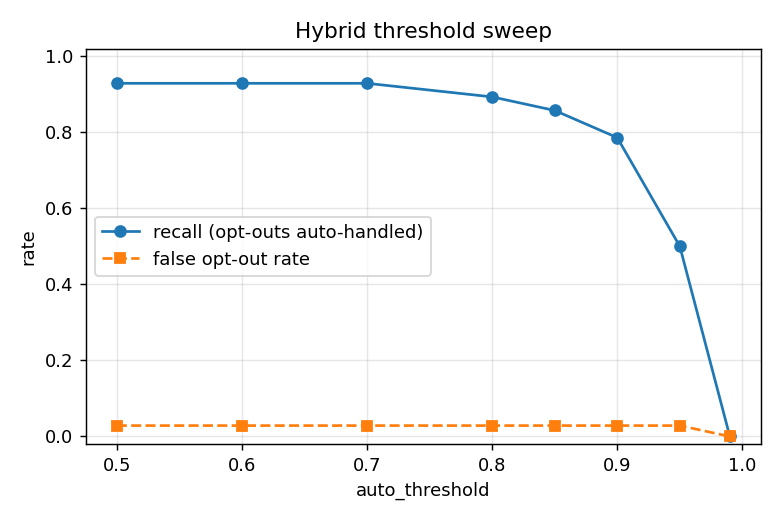 Hybrid threshold sweep
1.0
0.8
0.6
0.4
0.2
0.0
rate
recall (opt-outs auto-handled)
false opt-out rate
0.5 0.6 0.7 0.8 0.9 1.0
auto_threshold